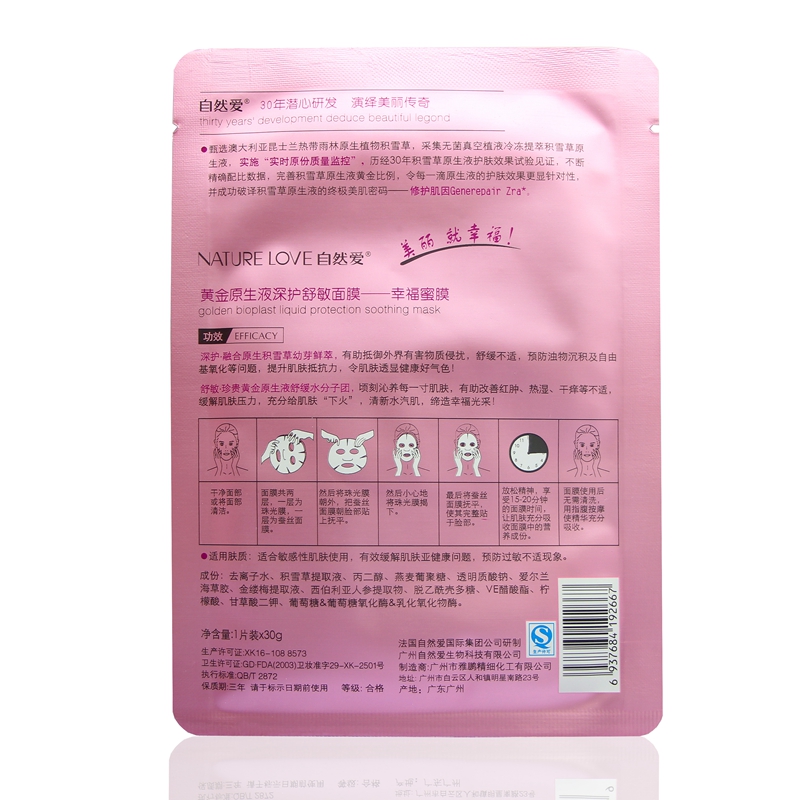 自然爱® 30年潜心研发 演绎美丽传奇
thirty years' development deduce beautiful legond
●甄选澳大利亚昆士兰热带雨林原生植物积雪草，采集无菌真空植液冷冻提萃积雪草原
生液，实施“实时原份质量监控”，历经30年积雪草原生液护肤效果试验见证，不断
精确配比数据，完善积雪草原生液黄金比例，令每一滴原生液的护肤效果更显针对性，
并成功破译积雪草原生液的终极美肌密码——修护肌因Generepair Zra*.
美丽 就幸福！
NATURE LOVE 自然爱®
黄金原生液深护舒敏面膜——幸福蜜膜
golden bioplast liquid protection soothing mask
功效 EFFICACY
深护·融合原生积雪草幼芽鲜萃，有助抵御外界有害物质侵扰，舒缓不适，预防浊物沉积及自由
基氧化等问题，提升肌肤抵抗力，令肌肤透显健康好气色！
舒敏·珍贵黄金原生液舒缓水分子团，顷刻沁养每一寸肌肤，有助改善红肿、热湿、干痒等不适，
缓解肌肤压力，充分给肌肤“下火”，清新水汽肌，缔造幸福光采！
干净面部
或将面部
清洁。
面膜共两
层，一层为
珠光膜，一
层为蚕丝面
膜。
然后将珠光膜
朝外，把蚕丝
面膜朝脸部贴
上抚平。
然后小心地
将珠光膜揭
下。
最后将蚕丝
面膜抚平，
使其完整贴
于脸部。
放松精神，享
受15-20分钟
的面膜时间，
让肌肤充分吸
收面膜中的营
养成份。
面膜使用后
无需清洗，
用指腹按摩
使精华充分
吸收。
●适用肤质：适合敏感性肌肤使用，有效缓解肌肤亚健康问题，预防过敏不适现象。
成份：去离子水、积雪草提取液、丙二醇、燕麦葡聚糖、透明质酸钠、爱尔兰
海草胶、金缕梅提取液、西伯利亚人参提取物、脱乙酰壳多糖、VE醋酸酯、柠
檬酸、甘草酸二钾、葡萄糖&葡萄糖氧化酶&乳化氧化物酶。
净含量:1片装x30g
生产许可证:XK16-108 8573
卫生许可证:GD·FDA(2003)卫妆准字29-XK-2501号
执行标准:QB/T 2872
保质期:三年 请于标示日期前使用 等级: 合格
法国自然爱国际集团公司研制
广州自然爱生物科技有限公司
制造商:广州市雅鹏精细化工有限公司
地址: 广州市白云区人和镇明星南路23号
产地: 广东广州
生产许可
6 937684 192667